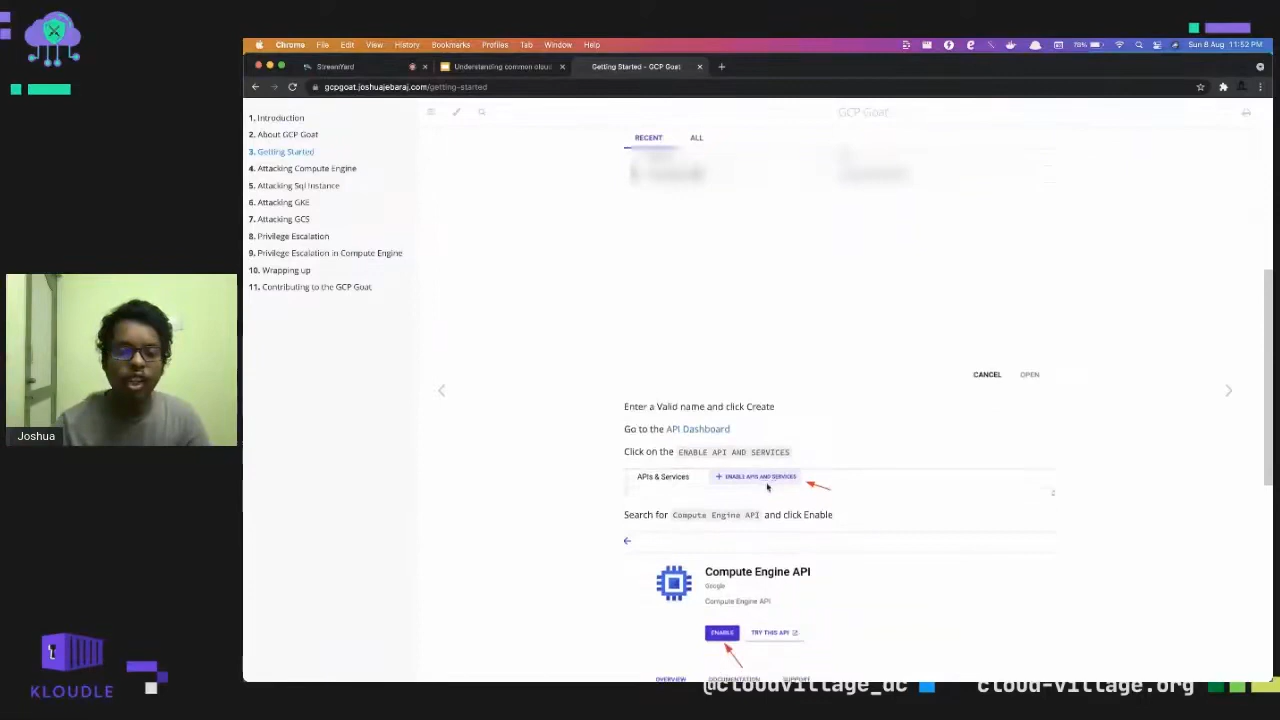 Chrome File Edit View History Bookmarks Profiles Tab Window Help
Sun 8 Aug 11:52 PM
StreamYard
Understanding common cloud
Getting Started - GCP Goat
gcpgoat.joshuajebaraj.com/getting-started
1. Introduction
2. About GCP Goat
3. Getting Started
4. Attacking Compute Engine
5. Attacking Sql Instance
6. Attacking GKE
7. Attacking GCS
8. Privilege Escalation
9. Privilege Escalation in Compute Engine
10. Wrapping up
11. Contributing to the GCP Goat
GCP Goat
RECENT ALL
CANCEL OPEN
Enter a Valid name and click Create
Go to the API Dashboard
Click on the ENABLE API AND SERVICES
APIs & Services + ENABLE APIS AND SERVICES
Search for Compute Engine API and click Enable
Compute Engine API
Google
Compute Engine API
ENABLE TRY THIS API
OVERVIEW DOCUMENTATION SUPPORT
Joshua
KLOUDLE
@cloudvillage_dc cloud-village.org